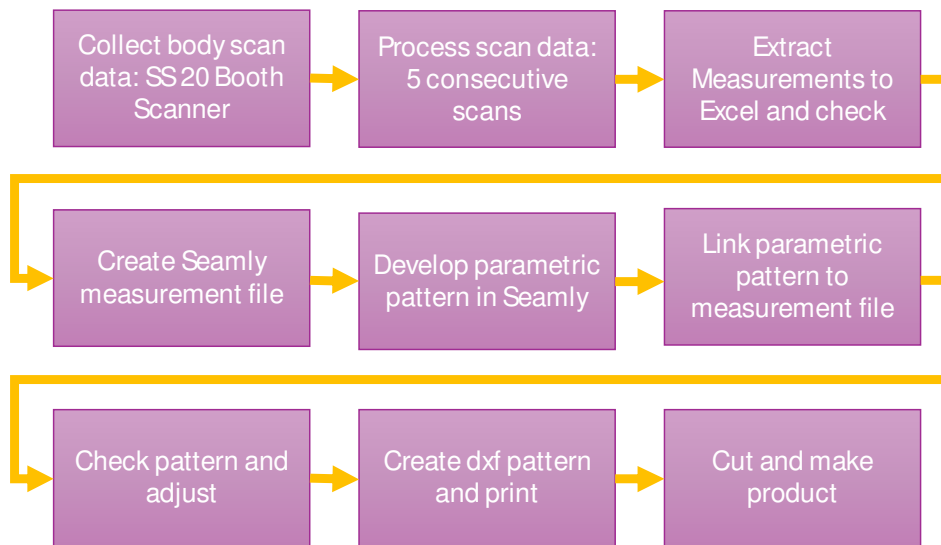 Collect body scan
data: SS 20 Booth
Scanner
Process scan data:
5 consecutive
scans
Extract
Measurements to
Excel and check
Create Seamly
measurement file
Develop parametric
pattern in Seamly
Link parametric
pattern to
measurement file
Check pattern and
adjust
Create dxf pattern
and print
Cut and make
product